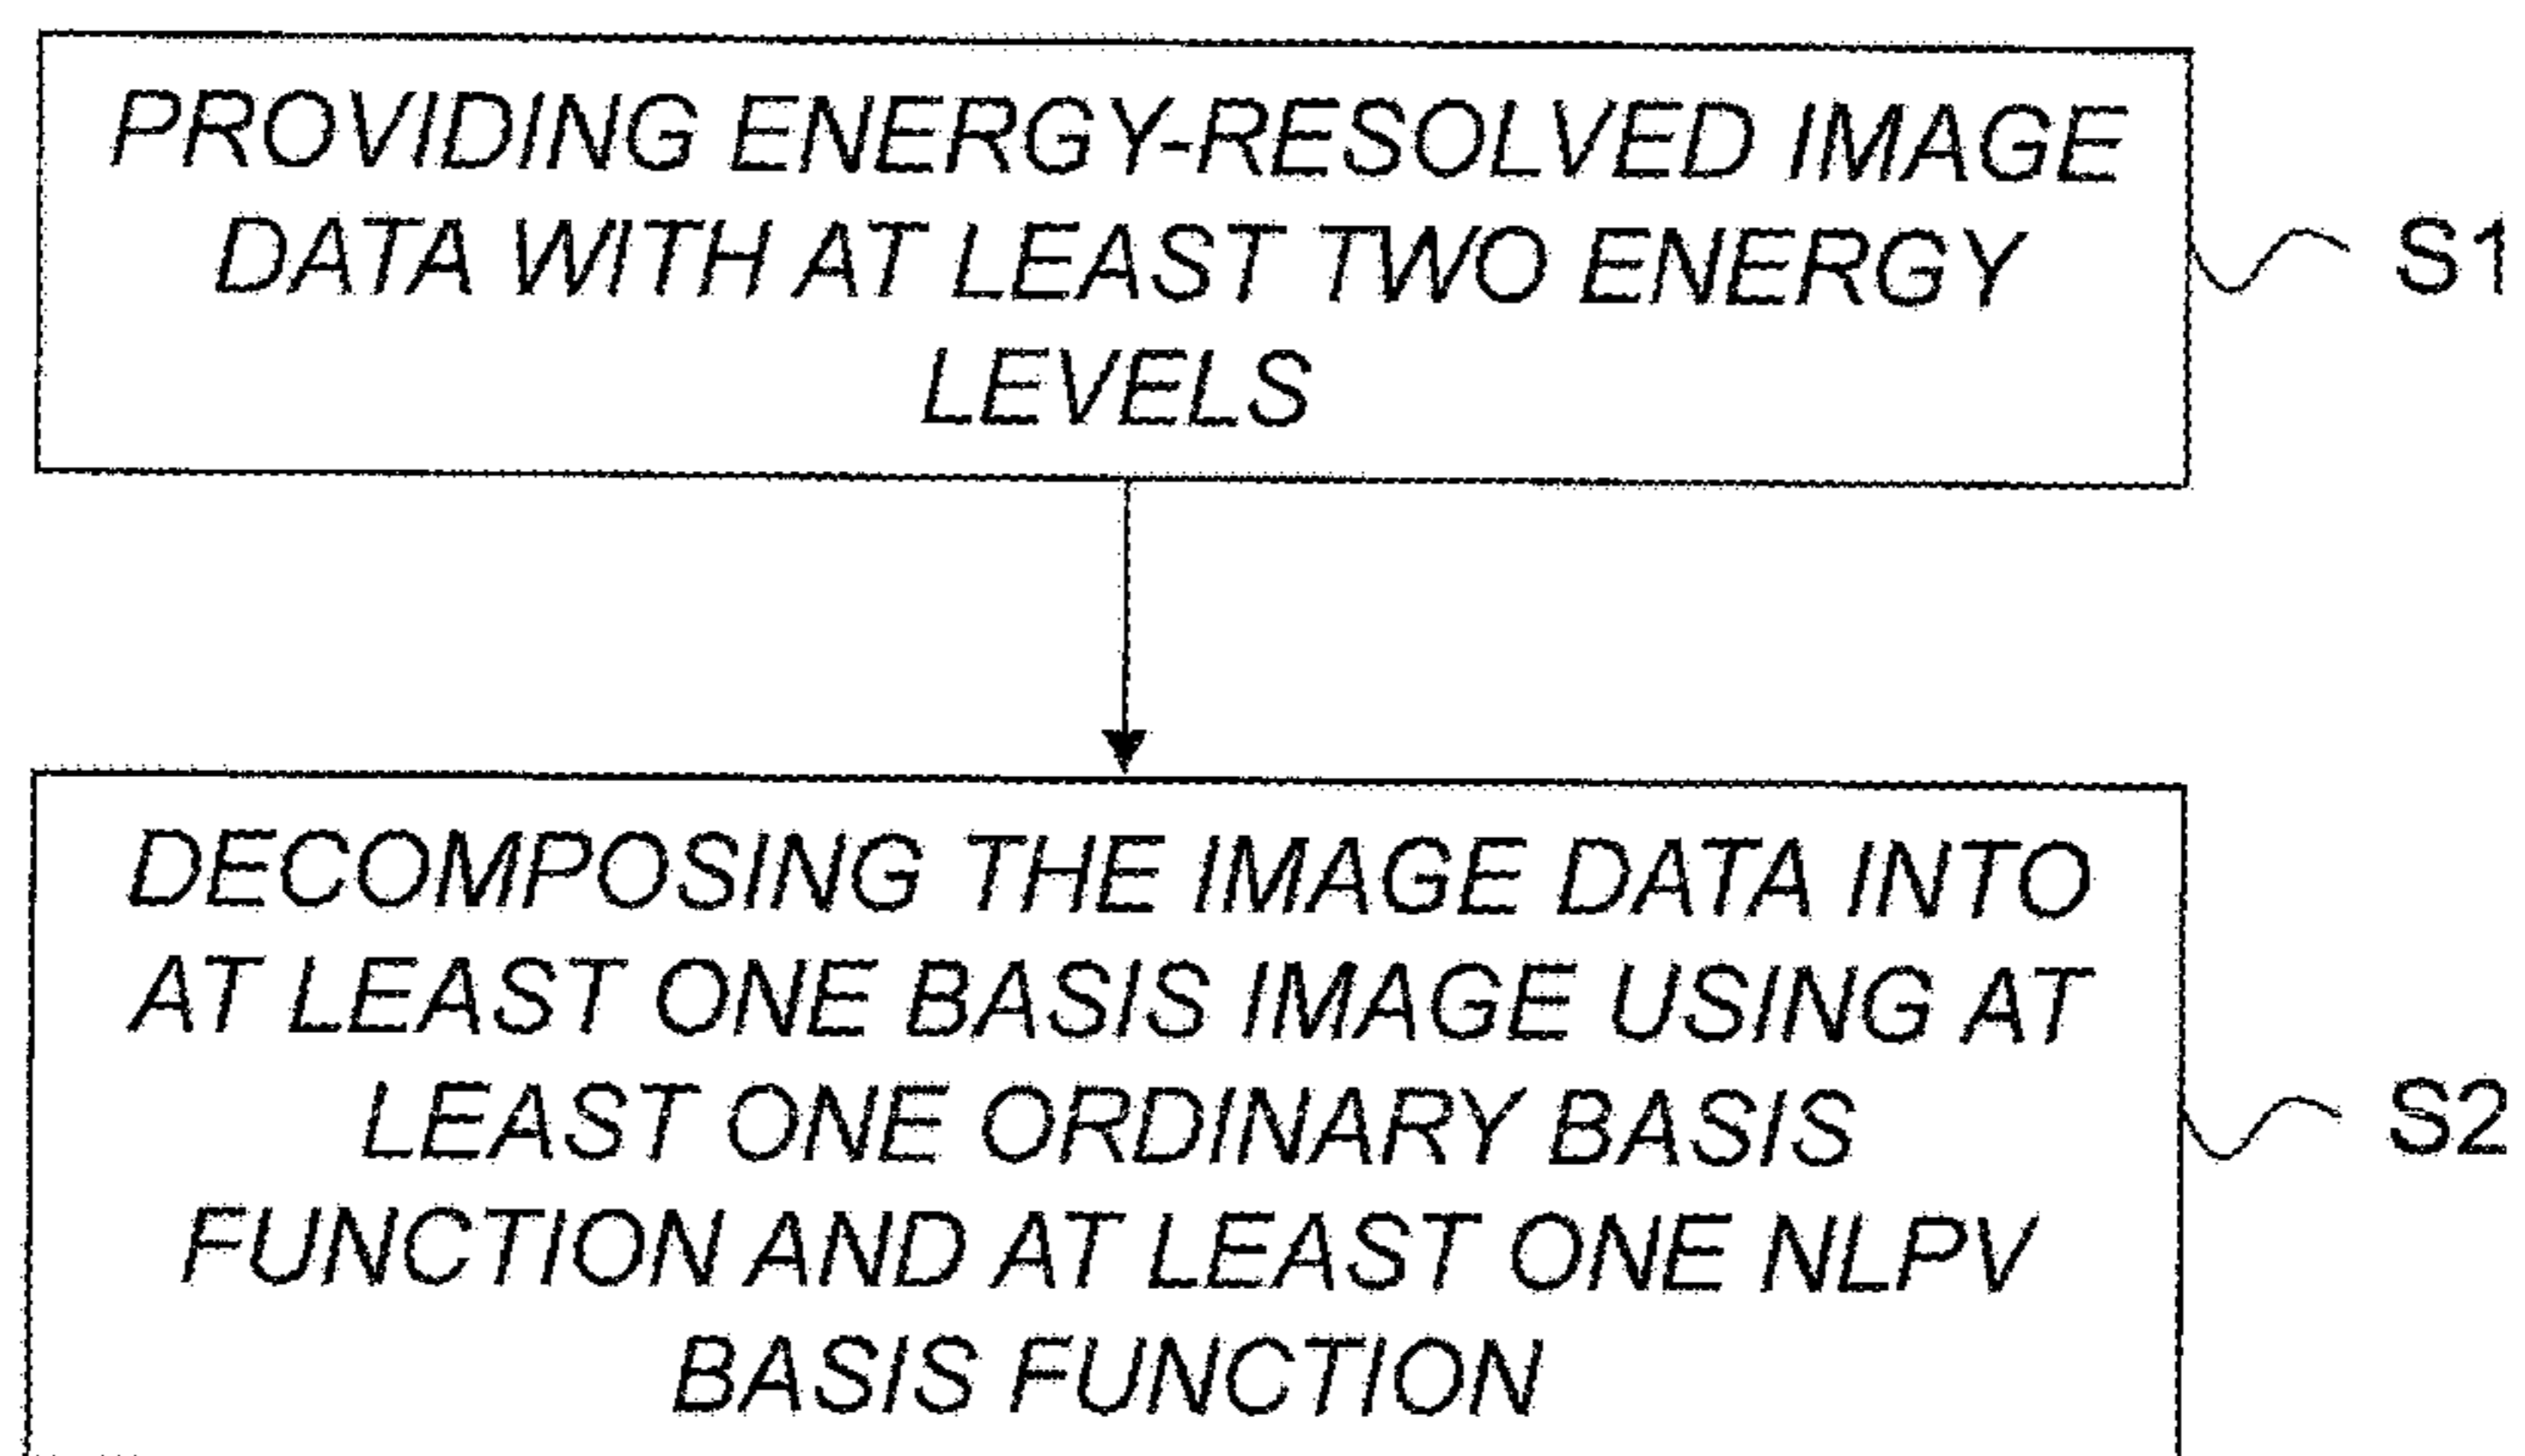 PROVIDING ENERGY-RESOLVED IMAGE
DATA WITH AT LEAST TWO ENERGY
LEVELS
S1
DECOMPOSING THE IMAGE DATA INTO
AT LEAST ONE BASIS IMAGE USING AT
LEAST ONE ORDINARY BASIS
FUNCTION AND AT LEAST ONE NLPV
BASIS FUNCTION
S2